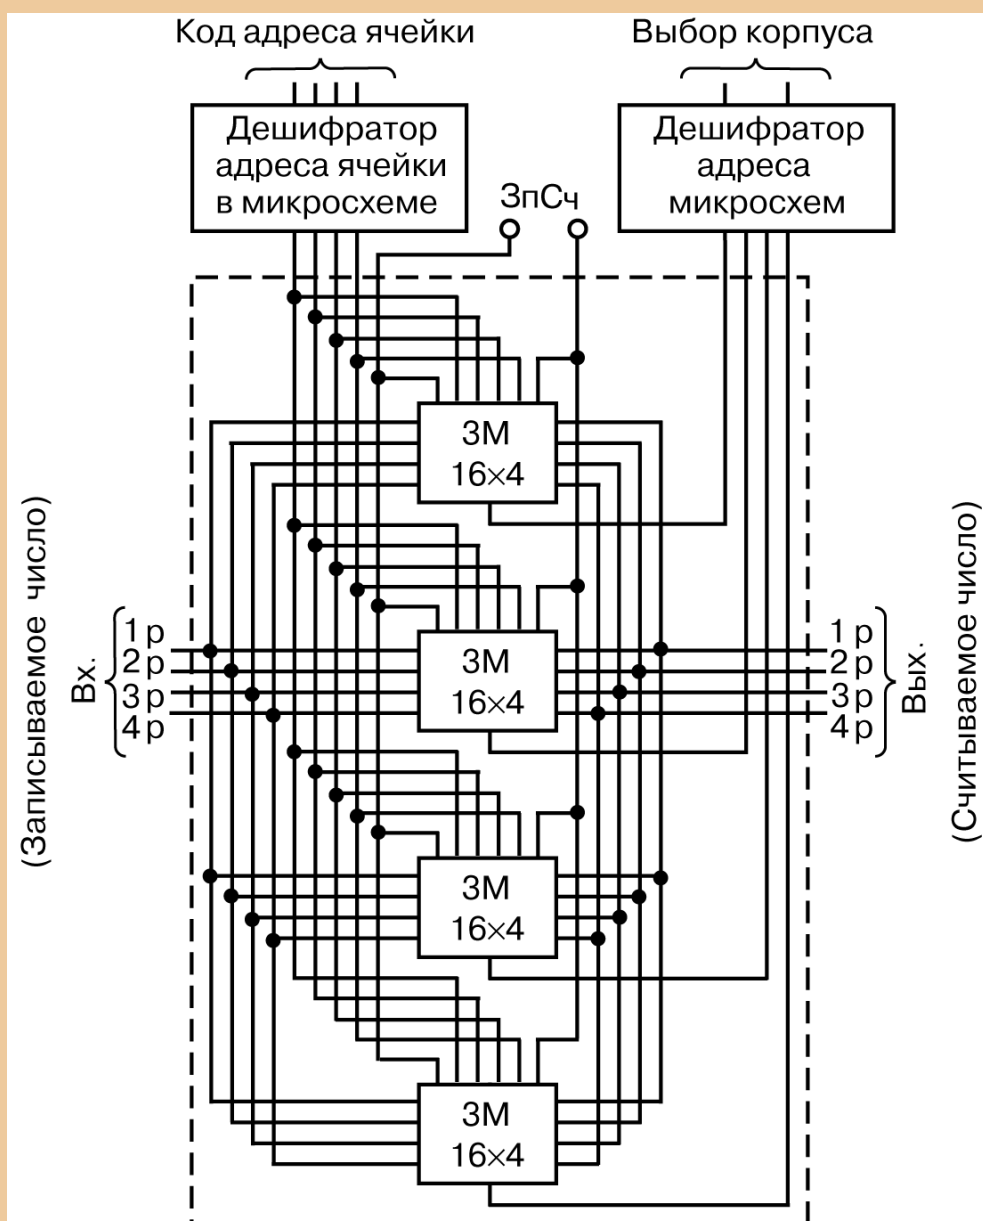 Код адреса ячейки
Выбор корпуса
Дешифратор
адреса ячейки
в микросхеме
ЗпСч
Дешифратор
адреса
микросхем
ЗМ
16×4
ЗМ
16×4
ЗМ
16×4
ЗМ
16×4
(Записываемое число)
Вх.
1 р
2 р
3 р
4 р
1 р
2 р
3 р
4 р
Вых.
(Считываемое число)